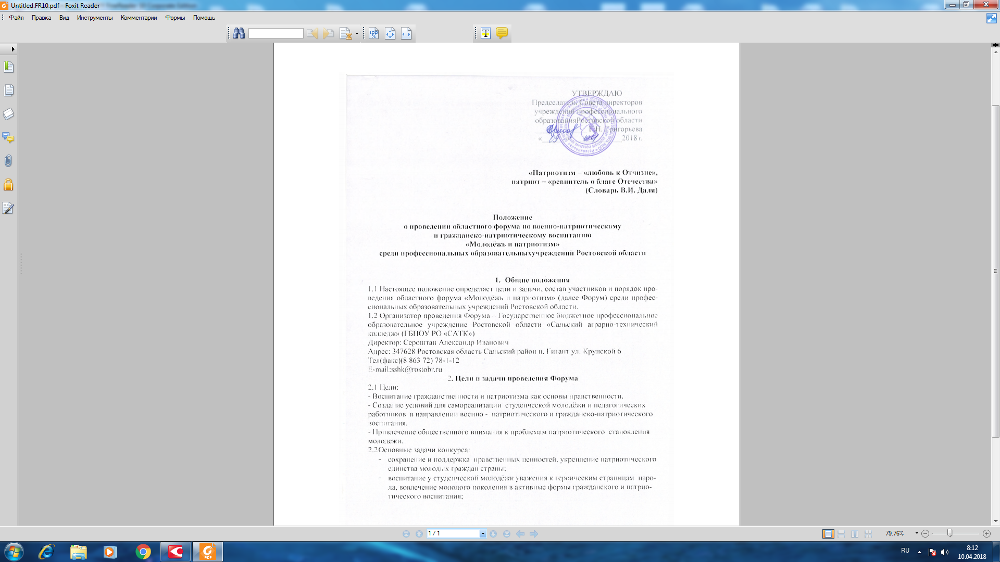 Untitled.FR10.pdf - Foxit Reader
Файл Правка Вид Инструменты Комментарии Формы Помощь
УТВЕРЖДАЮ
Председатель Совета директоров
учреждений профессионального
образованияРостовской области
Г.Н. Григорьева
« 09 04 2018 г.
«Патриотизм – «любовь к Отчизне»,
патриот – «ревнитель о благе Отечества»
(Словарь В.И. Даля)
Положение
о проведении областного форума по военно-патриотическому
и гражданско-патриотическому воспитанию
«Молодёжь и патриотизм»
среди профессиональных образовательныхучреждений Ростовской области
1. Общие положения
1.1 Настоящее положение определяет цели и задачи, состав участников и порядок про-
ведения областного форума «Молодёжь и патриотизм» (далее Форум) среди профес-
сиональных образовательных учреждений Ростовской области.
1.2 Организатор проведения Форума – Государственное бюджетное профессиональное
образовательное учреждение Ростовской области «Сальский аграрно-технический
колледж» (ГБПОУ РО «САТК»)
Директор: Сероштан Александр Иванович
Адрес: 347628 Ростовская область Сальский район п. Гигант ул. Крупской 6
Тел(факс)(8 863 72) 78-1-12
E-mail:sshk@rostobr.ru
2. Цели и задачи проведения Форума
2.1 Цели:
- Воспитание гражданственности и патриотизма как основы нравственности.
- Создание условий для самореализации студенческой молодёжи и педагогических
работников в направлении военно - патриотического и гражданско-патриотического
воспитания.
- Привлечение общественного внимания к проблемам патриотического становления
молодежи.
2.2Основные задачи конкурса:
- сохранение и поддержка нравственных ценностей, укрепление патриотического
единства молодых граждан страны;
- воспитание у студенческой молодёжи уважения к героическим страницам наро-
да, вовлечение молодого поколения в активные формы гражданского и патрио-
тического воспитания;
1 / 1
79.76%
RU
8:12
10.04.2018